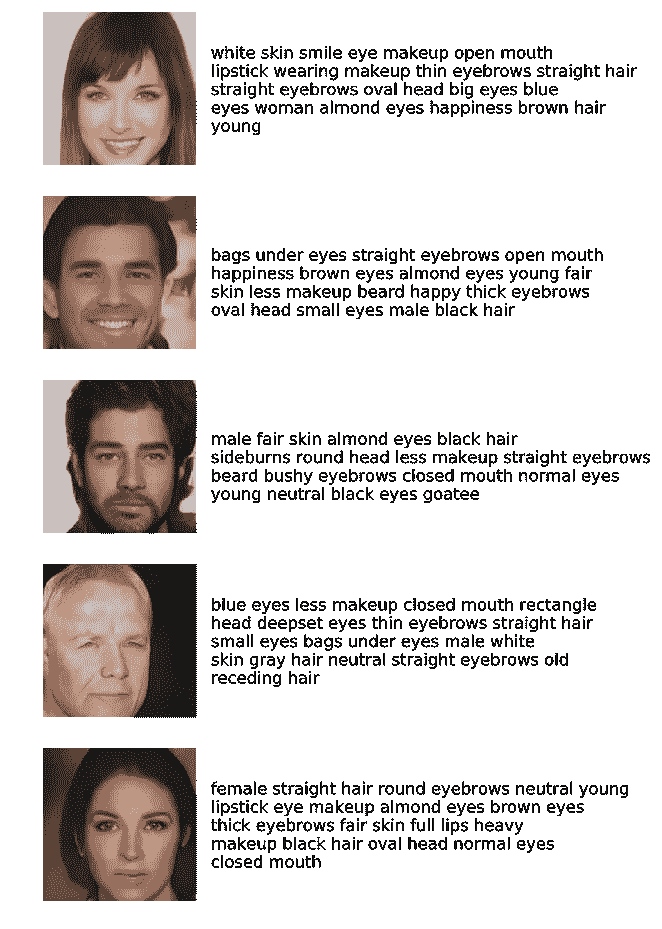 white skin smile eye makeup open mouth
lipstick wearing makeup thin eyebrows straight hair
straight eyebrows oval head big eyes blue
eyes woman almond eyes happiness brown hair
young
bags under eyes straight eyebrows open mouth
happiness brown eyes almond eyes young fair
skin less makeup beard happy thick eyebrows
oval head small eyes male black hair
male fair skin almond eyes black hair
sideburns round head less makeup straight eyebrows
beard bushy eyebrows closed mouth normal eyes
young neutral black eyes goatee
blue eyes less makeup closed mouth rectangle
head deepset eyes thin eyebrows straight hair
small eyes bags under eyes male white
skin gray hair neutral straight eyebrows old
receding hair
female straight hair round eyebrows neutral young
lipstick eye makeup almond eyes brown eyes
thick eyebrows fair skin full lips heavy
makeup black hair oval head normal eyes
closed mouth